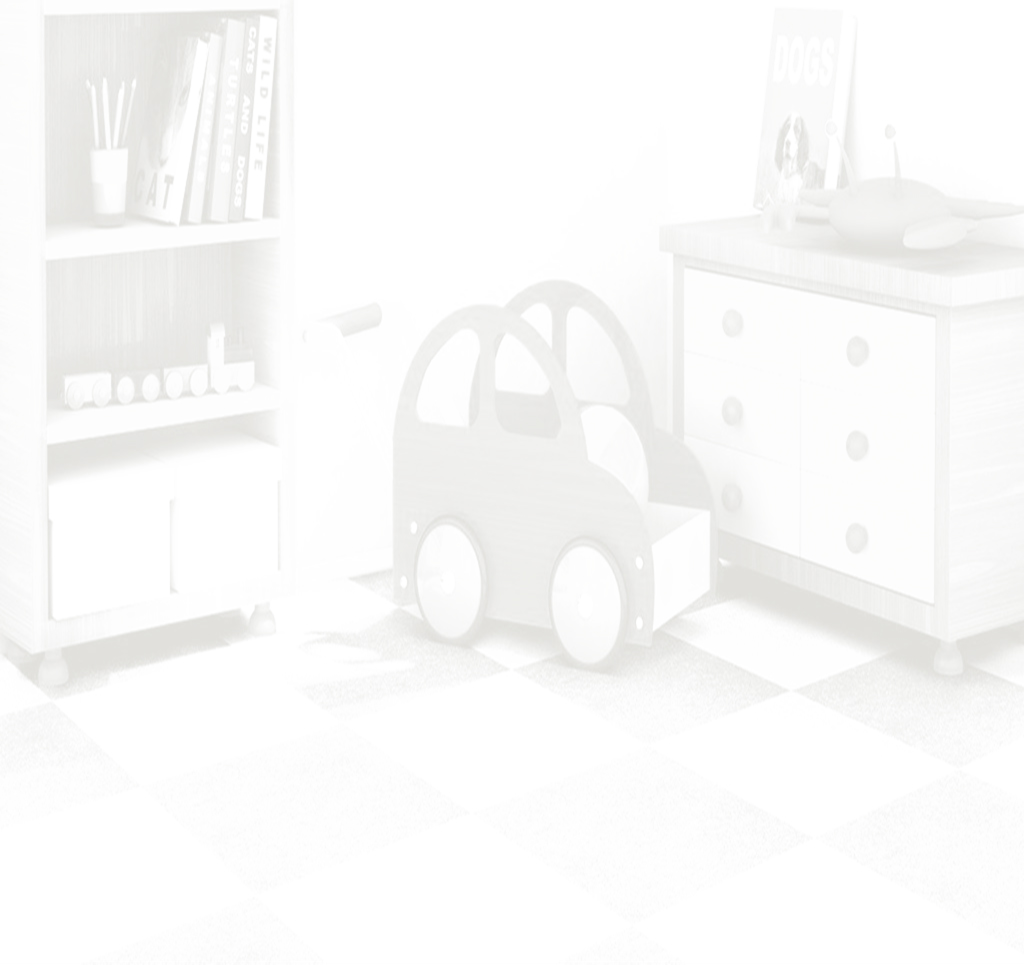 CAT
TURTLES
CATS AND DOGS
WILD LIFE
DOGS